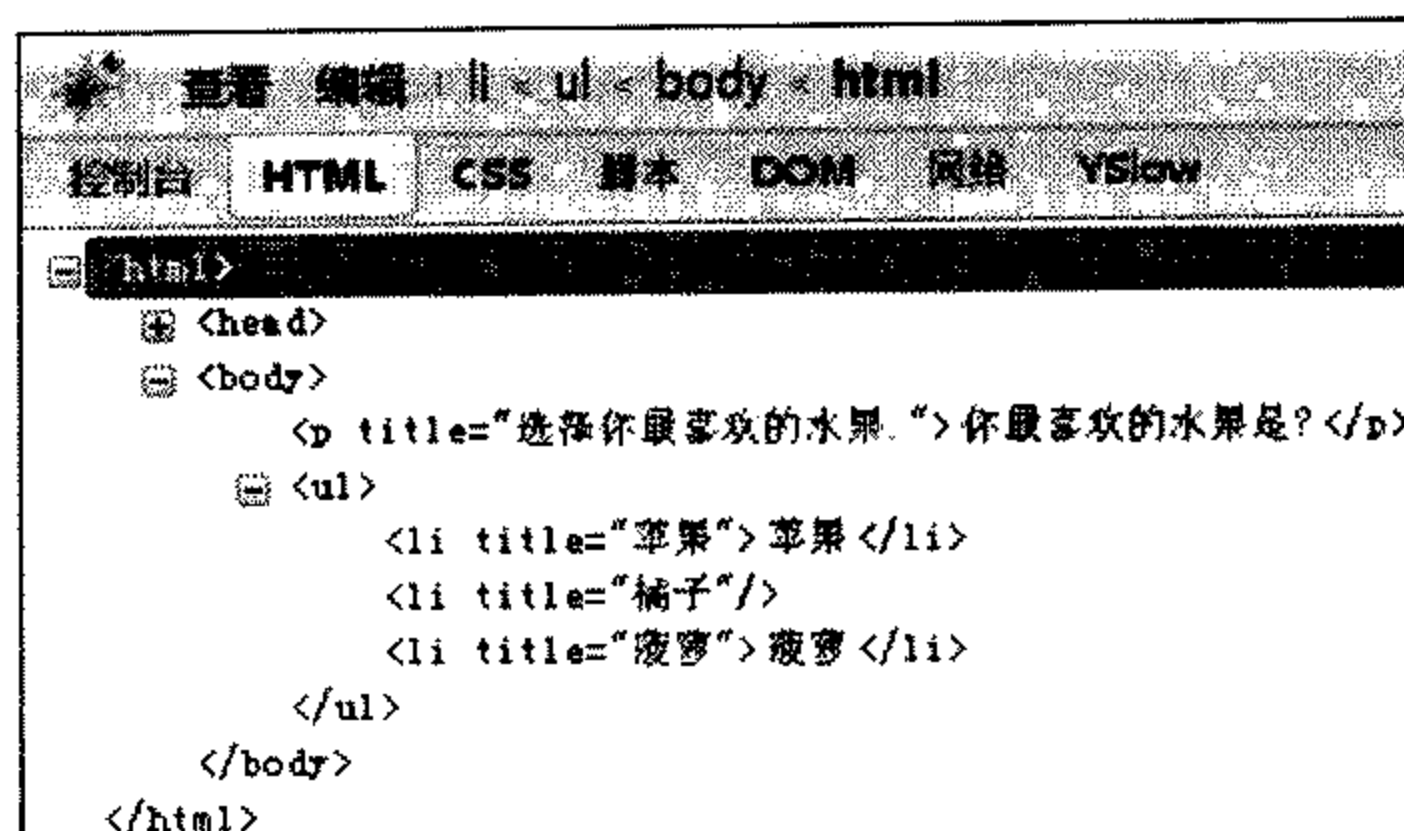 查看 编辑 li < ul < body < html
控制台 HTML CSS 脚本 DOM 网络 YSlow
<html>
<head>
<body>
<p title="选择你最喜欢的水果.">你最喜欢的水果是?</p>
<ul>
<li title="苹果">苹果</li>
<li title="橘子"/>
<li title="菠萝">菠萝</li>
</ul>
</body>
</html>